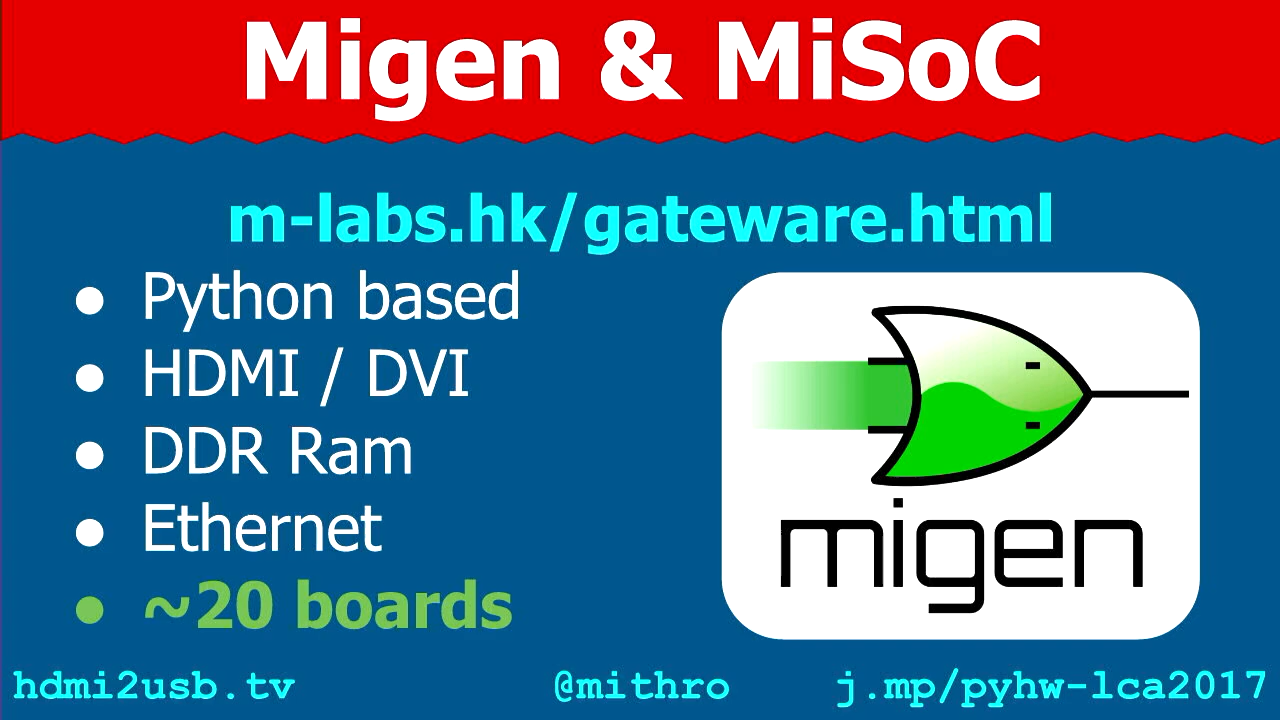 Migen & MiSoC
m-labs.hk/gateware.html
● Python based
● HDMI / DVI
● DDR Ram
● Ethernet
● ~20 boards
migen
hdmi2usb.tv @mithro j.mp/pyhw-lca2017